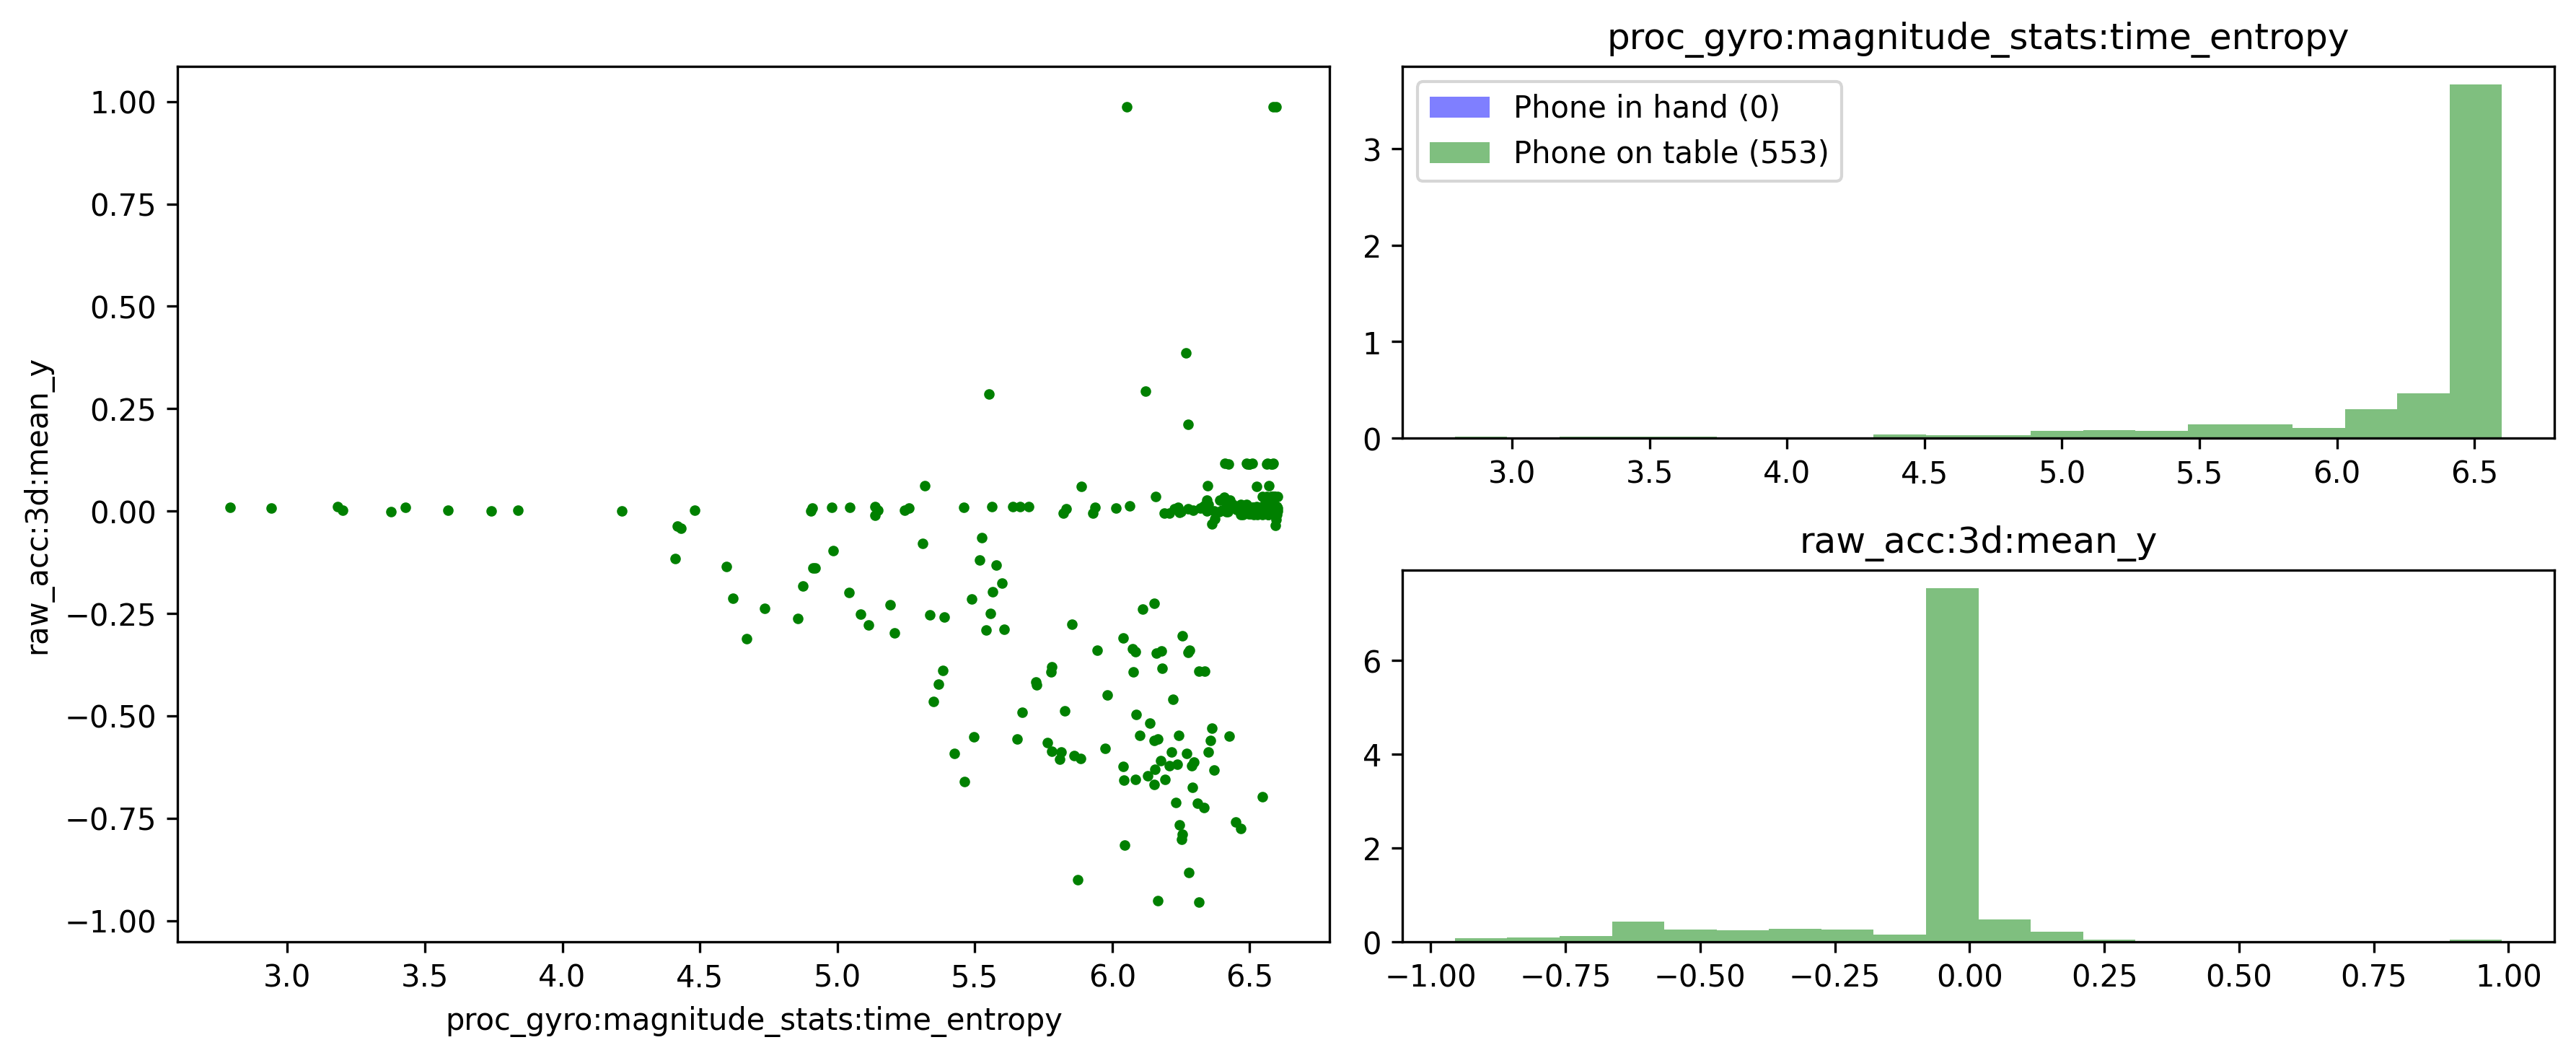 1.00
0.75
0.50
0.25
0.00
−0.25
−0.50
−0.75
−1.00
raw_acc:3d:mean_y
3.0 3.5 4.0 4.5 5.0 5.5 6.0 6.5
proc_gyro:magnitude_stats:time_entropy
proc_gyro:magnitude_stats:time_entropy
Phone in hand (0)
Phone on table (553)
3
2
1
0
3.0 3.5 4.0 4.5 5.0 5.5 6.0 6.5
raw_acc:3d:mean_y
6
4
2
0
−1.00 −0.75 −0.50 −0.25 0.00 0.25 0.50 0.75 1.00